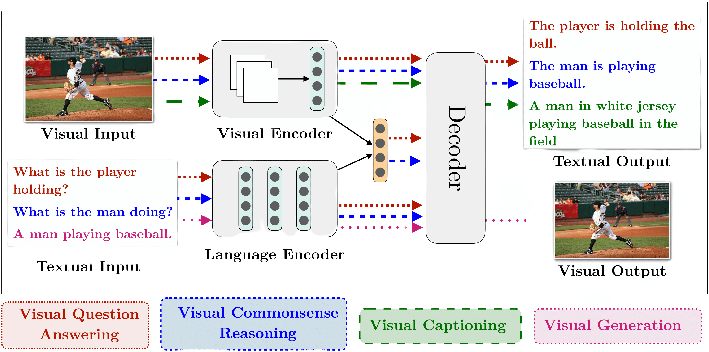 The player is holding the
ball.
The man is playing
baseball.
A man in white jersey
playing baseball in the
field
Textual Output
Visual Input
Visual Encoder
Decoder
What is the player
holding?
What is the man doing?
A man playing baseball.
Textual Input
Language Encoder
Visual Output
Visual Question
Answering
Visual Commonsense
Reasoning
Visual Captioning
Visual Generation